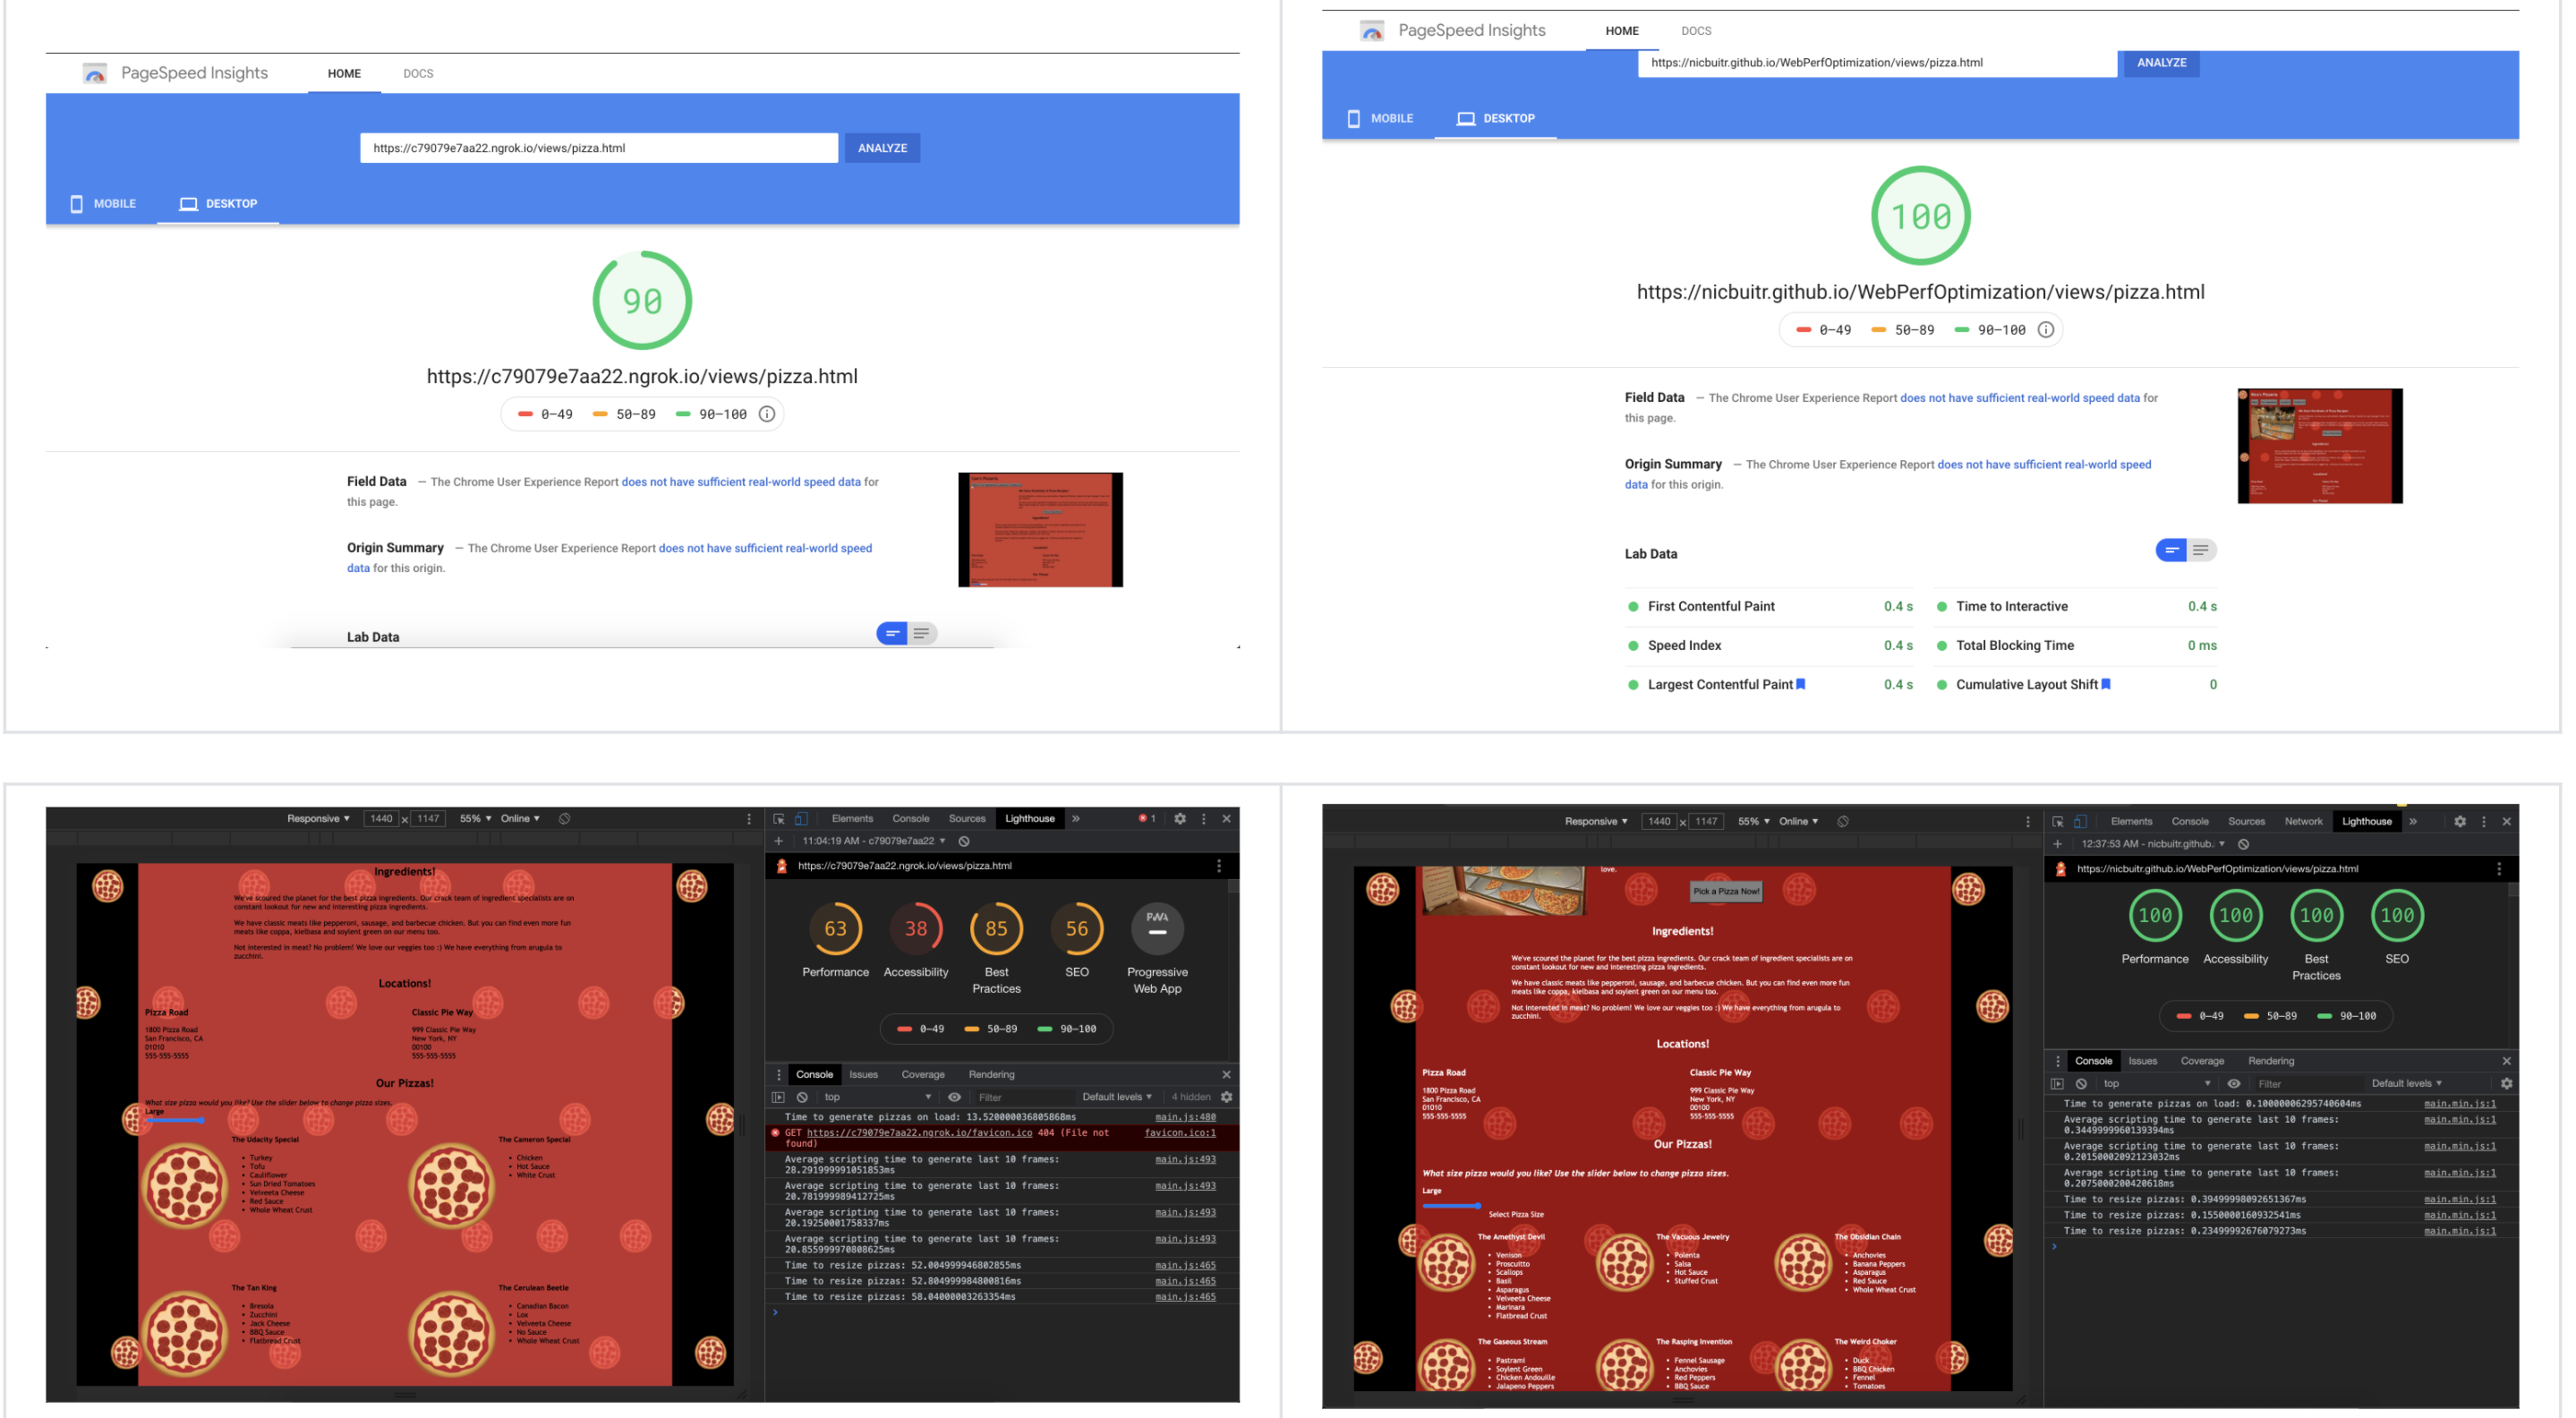 PageSpeed Insights HOME DOCS
https://c79079e7aa22.ngrok.io/views/pizza.html ANALYZE
MOBILE DESKTOP
90
https://c79079e7aa22.ngrok.io/views/pizza.html
0–49 50–89 90–100
Field Data — The Chrome User Experience Report does not have sufficient real-world speed data for
this page.
Origin Summary — The Chrome User Experience Report does not have sufficient real-world speed
data for this origin.
Lab Data
PageSpeed Insights HOME DOCS
https://nicbuitr.github.io/WebPerfOptimization/views/pizza.html ANALYZE
MOBILE DESKTOP
100
https://nicbuitr.github.io/WebPerfOptimization/views/pizza.html
0–49 50–89 90–100
Field Data — The Chrome User Experience Report does not have sufficient real-world speed data for
this page.
Origin Summary — The Chrome User Experience Report does not have sufficient real-world speed
data for this origin.
Lab Data
First Contentful Paint 0.4 s Time to Interactive 0.4 s
Speed Index 0.4 s Total Blocking Time 0 ms
Largest Contentful Paint 0.4 s Cumulative Layout Shift 0
Responsive 1440 x 1147 55% Online
Ingredients!
We've scoured the planet for the best pizza ingredients. Our crack team of ingredient specialists are on
constant lookout for new and interesting pizza ingredients.
We have classic meats like pepperoni, sausage, and barbecue chicken. But you can find even more fun
meats like coppa, kielbasa and soylent green on our menu too.
Not interested in meat? No problem! We love our veggies too :) We have everything from arugula to
zucchini.
Locations!
Pizza Road Classic Pie Way
1800 Pizza Road 999 Classic Pie Way
San Francisco, CA New York, NY
01010 00100
555-555-5555 555-555-5555
Our Pizzas!
What size pizza would you like? Use the slider below to change pizza sizes.
Large
The Udacity Special
Turkey
Tofu
Cauliflower
Sun Dried Tomatoes
Velveeta Cheese
Red Sauce
Whole Wheat Crust
The Cameron Special
Chicken
Hot Sauce
White Crust
The Tan King
Bresola
Zucchini
Jack Cheese
BBQ Sauce
Flatbread Crust
The Cerulean Beetle
Canadian Bacon
Lox
Velveeta Cheese
No Sauce
Whole Wheat Crust
Elements Console Sources Lighthouse » 1
11:04:19 AM - c79079e7aa22
https://c79079e7aa22.ngrok.io/views/pizza.html
63 38 85 56 PWA
Performance Accessibility Best Practices SEO Progressive Web App
0–49 50–89 90–100
Console Issues Coverage Rendering
top Filter Default levels 4 hidden
Time to generate pizzas on load: 13.520000036805868ms main.js:480
GET https://c79079e7aa22.ngrok.io/favicon.ico 404 (File not found) favicon.ico:1
Average scripting time to generate last 10 frames: main.js:493
28.291999991051853ms
Average scripting time to generate last 10 frames: main.js:493
20.781999989412725ms
Average scripting time to generate last 10 frames: main.js:493
20.19250001758337ms
Average scripting time to generate last 10 frames: main.js:493
20.855999970808625ms
Time to resize pizzas: 52.004999946802855ms main.js:465
Time to resize pizzas: 52.804999984800816ms main.js:465
Time to resize pizzas: 58.04000003263354ms main.js:465
Responsive 1440 x 1147 55% Online
love.
Pick a Pizza Now!
Ingredients!
We've scoured the planet for the best pizza ingredients. Our crack team of ingredient specialists are on
constant lookout for new and interesting pizza ingredients.
We have classic meats like pepperoni, sausage, and barbecue chicken. But you can find even more fun
meats like coppa, kielbasa and soylent green on our menu too.
Not interested in meat? No problem! We love our veggies too :) We have everything from arugula to
zucchini.
Locations!
Pizza Road Classic Pie Way
1800 Pizza Road 999 Classic Pie Way
San Francisco, CA New York, NY
01010 00100
555-555-5555 555-555-5555
Our Pizzas!
What size pizza would you like? Use the slider below to change pizza sizes.
Large
Select Pizza Size
The Amethyst Devil
Venison
Proscuitto
Scallops
Basil
Asparagus
Velveeta Cheese
Marinara
Flatbread Crust
The Vacuous Jewelry
Polenta
Salsa
Hot Sauce
Stuffed Crust
The Obsidian Chain
Anchovies
Banana Peppers
Asparagus
Red Sauce
Whole Wheat Crust
The Gaseous Stream
Pastrami
Soylent Green
Chicken Andouille
Jalapeno Peppers
The Rasping Invention
Fennel Sausage
Anchovies
Red Peppers
BBQ Sauce
The Weird Choker
Duck
BBQ Chicken
Fennel
Tomatoes
Elements Console Sources Network Lighthouse »
12:37:53 AM - nicbuitr.github.
https://nicbuitr.github.io/WebPerfOptimization/views/pizza.html
100 100 100 100
Performance Accessibility Best Practices SEO
0–49 50–89 90–100
Console Issues Coverage Rendering
top Filter Default levels
Time to generate pizzas on load: 0.10000006295740604ms main.min.js:1
Average scripting time to generate last 10 frames: main.min.js:1
0.3449999960139394ms
Average scripting time to generate last 10 frames: main.min.js:1
0.20150002092123032ms
Average scripting time to generate last 10 frames: main.min.js:1
0.2075000200420618ms
Time to resize pizzas: 0.39499998092651367ms main.min.js:1
Time to resize pizzas: 0.1550000160932541ms main.min.js:1
Time to resize pizzas: 0.23499992676079273ms main.min.js:1